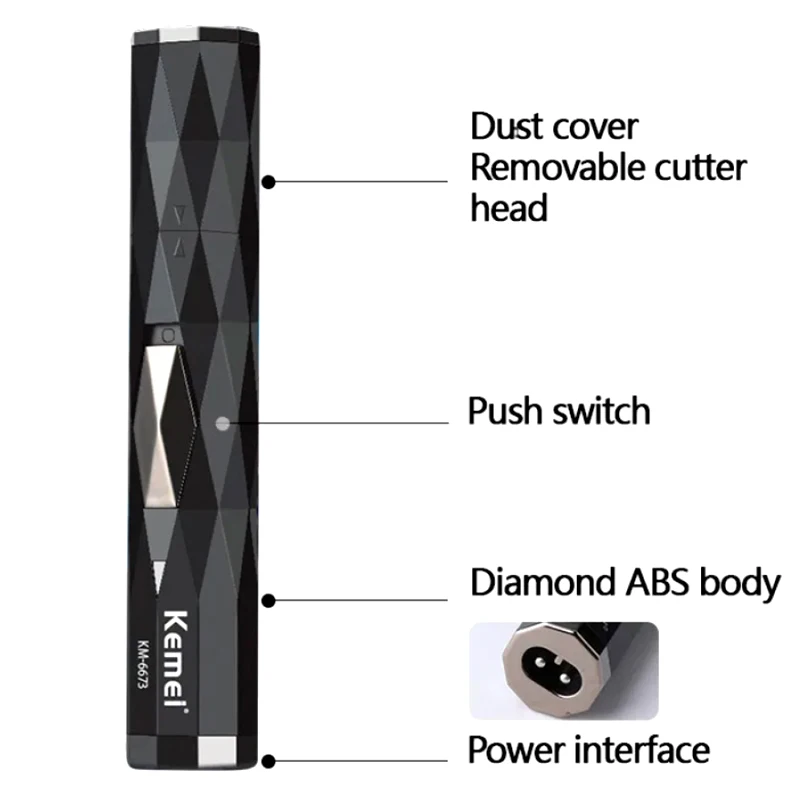 Dust cover
Removable cutter
head
Push switch
Diamond ABS body
Kemei
KM-6673
Power interface